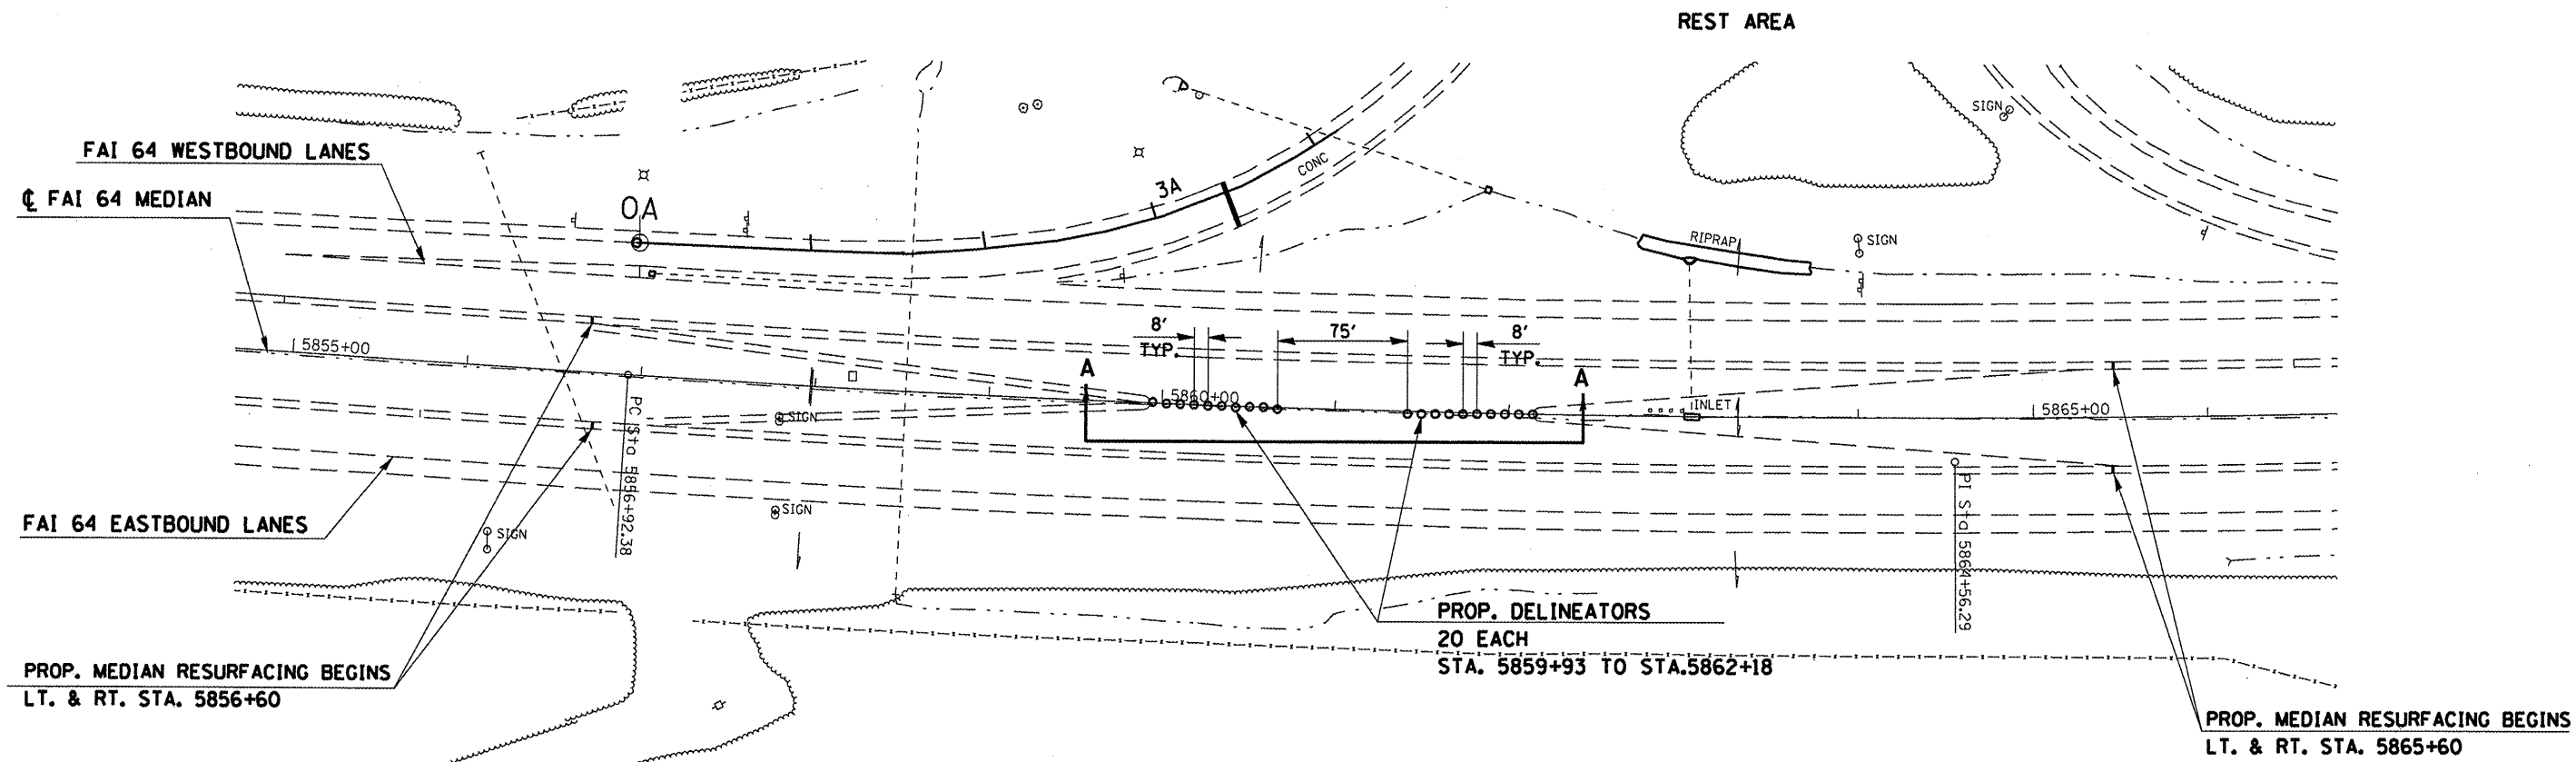 REST AREA
SIGN
FAI 64 WESTBOUND LANES
℄ FAI 64 MEDIAN
0A
3A
CONC
RIPRAP
SIGN
8'
TYP.
75'
8'
TYP.
A
A
5855+00
5860+00
INLET
5865+00
SIGN
PC Sta 5856+92.38
SIGN
SIGN
FAI 64 EASTBOUND LANES
PI Sta 5864+56.29
PROP. DELINEATORS
20 EACH
STA. 5859+93 TO STA.5862+18
PROP. MEDIAN RESURFACING BEGINS
LT. & RT. STA. 5856+60
PROP. MEDIAN RESURFACING BEGINS
LT. & RT. STA. 5865+60